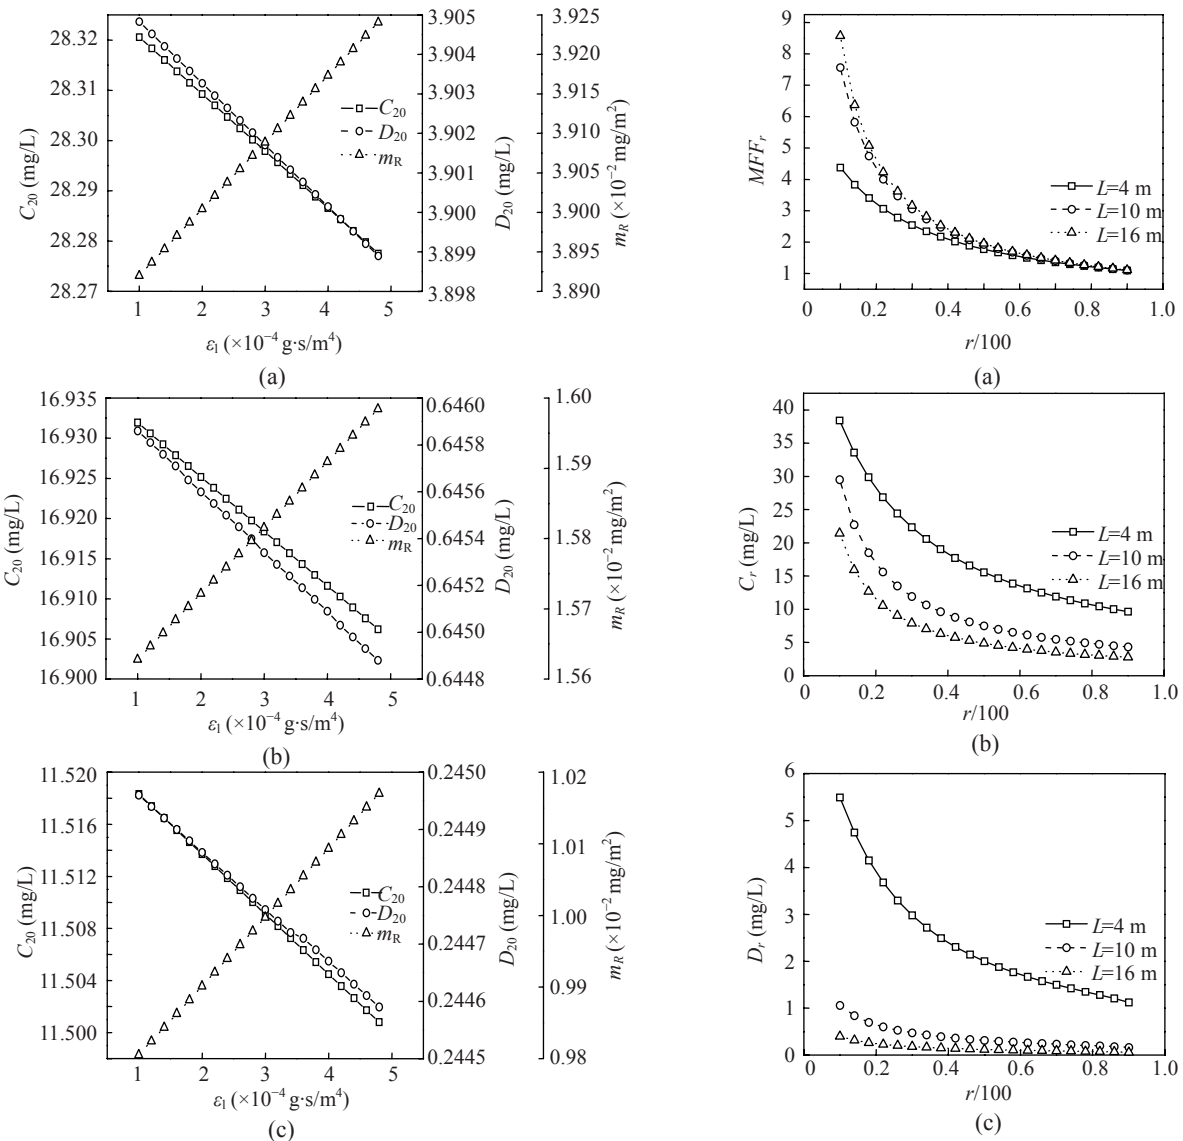 28.32
28.31
28.30
28.29
28.28
28.27
C20 (mg/L)
3.905
3.904
3.903
3.902
3.901
3.900
3.899
3.898
D20 (mg/L)
3.925
3.920
3.915
3.910
3.905
3.900
3.895
3.890
mR (×10−2 mg/m2)
C20
D20
mR
1 2 3 4 5
εl (×10−4 g·s/m4)
(a)
16.935
16.930
16.925
16.920
16.915
16.910
16.905
16.900
C20 (mg/L)
0.6460
0.6458
0.6456
0.6454
0.6452
0.6450
0.6448
D20 (mg/L)
1.60
1.59
1.58
1.57
1.56
mR (×10−2 mg/m2)
C20
D20
mR
1 2 3 4 5
εl (×10−4 g·s/m4)
(b)
11.520
11.516
11.512
11.508
11.504
11.500
C20 (mg/L)
0.2450
0.2449
0.2448
0.2447
0.2446
0.2445
D20 (mg/L)
1.02
1.01
1.00
0.99
0.98
mR (×10−2 mg/m2)
C20
D20
mR
1 2 3 4 5
εl (×10−4 g·s/m4)
(c)
9
8
7
6
5
4
3
2
1
MFFr
L=4 m
L=10 m
L=16 m
0 0.2 0.4 0.6 0.8 1.0
r/100
(a)
40
35
30
25
20
15
10
5
0
Cr (mg/L)
L=4 m
L=10 m
L=16 m
0.2 0.4 0.6 0.8 1.0
r/100
(b)
6
5
4
3
2
1
0
Dr (mg/L)
L=4 m
L=10 m
L=16 m
0.2 0.4 0.6 0.8 1.0
r/100
(c)